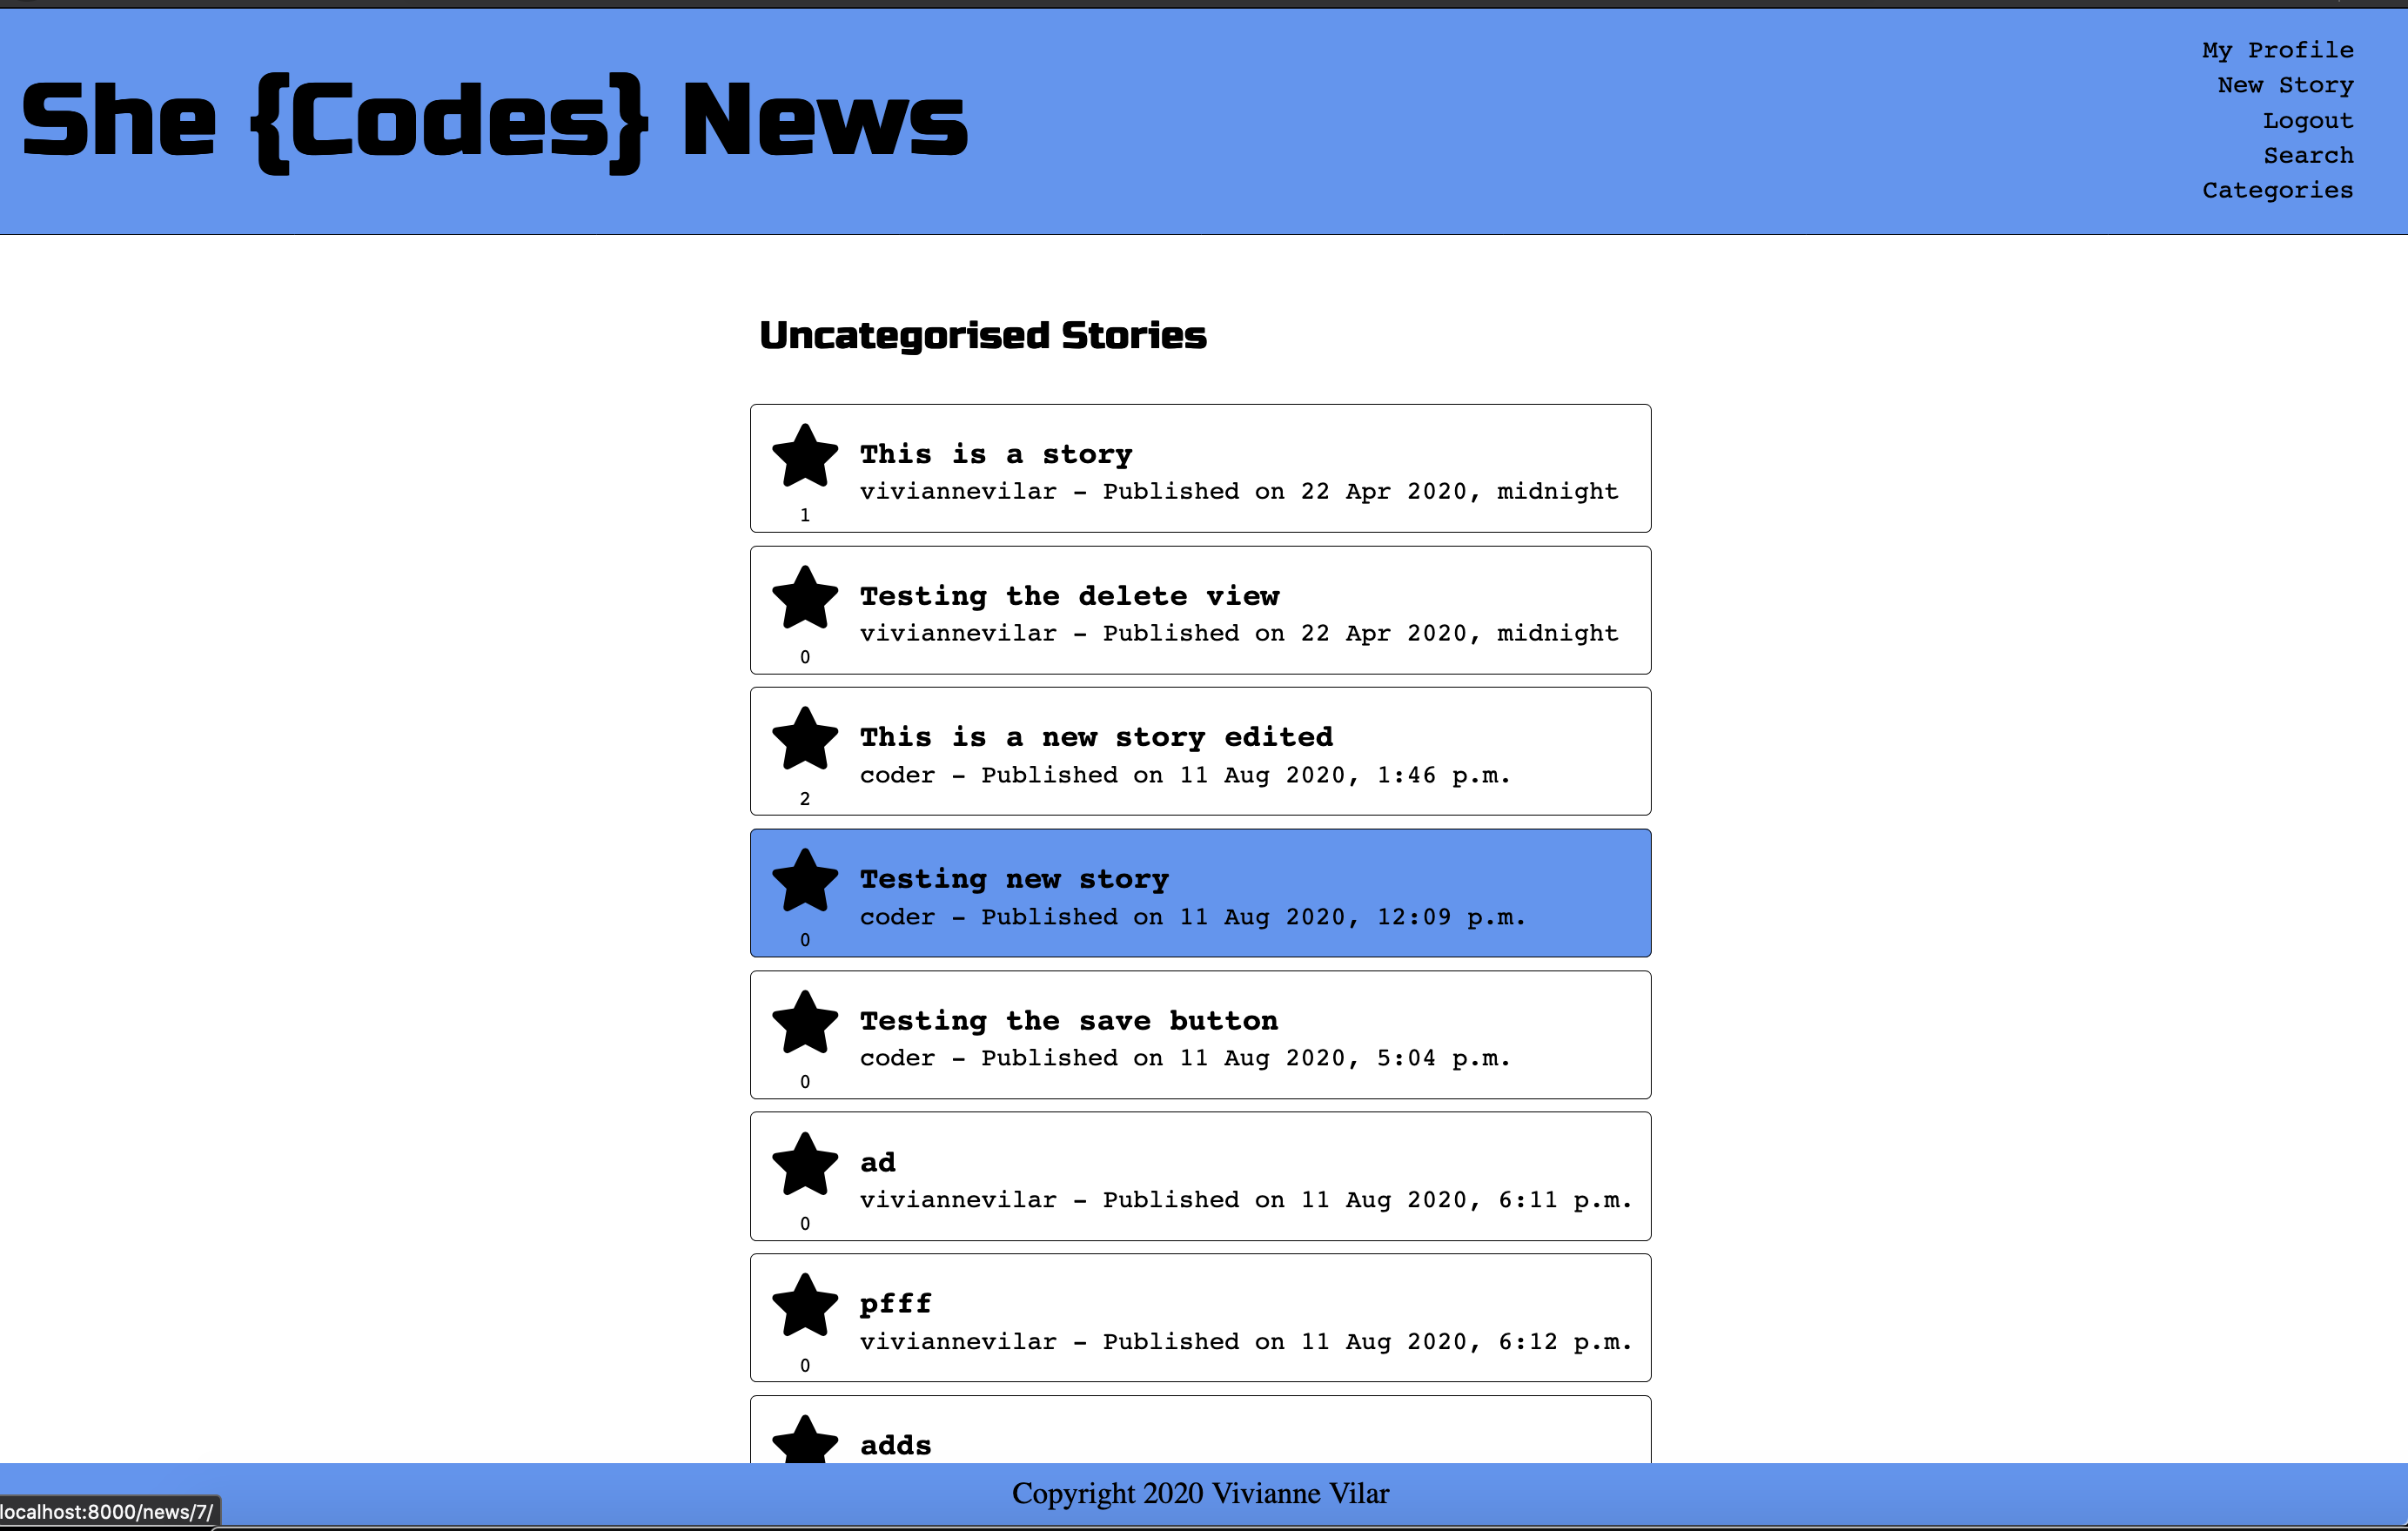 She {Codes} News
My Profile
New Story
Logout
Search
Categories
Uncategorised Stories
This is a story
viviannevilar - Published on 22 Apr 2020, midnight
1
Testing the delete view
viviannevilar - Published on 22 Apr 2020, midnight
0
This is a new story edited
coder - Published on 11 Aug 2020, 1:46 p.m.
2
Testing new story
coder - Published on 11 Aug 2020, 12:09 p.m.
0
Testing the save button
coder - Published on 11 Aug 2020, 5:04 p.m.
0
ad
viviannevilar - Published on 11 Aug 2020, 6:11 p.m.
0
pfff
viviannevilar - Published on 11 Aug 2020, 6:12 p.m.
0
adds
Copyright 2020 Vivianne Vilar
localhost:8000/news/7/